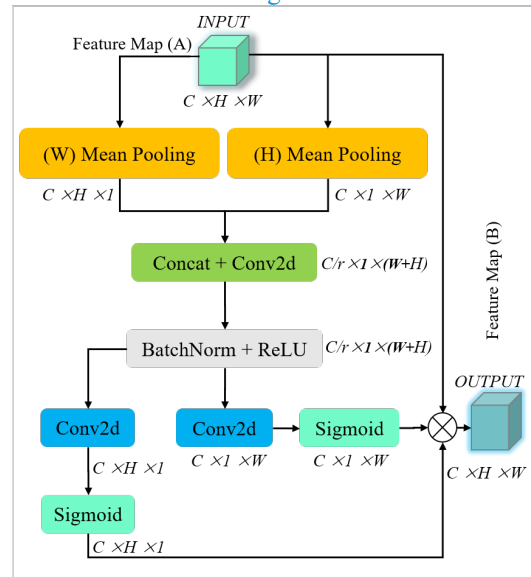 INPUT
Feature Map (A)
C ×H ×W
(W) Mean Pooling
(H) Mean Pooling
C ×H ×1
C ×1 ×W
Concat + Conv2d
C/r ×1 ×(W+H)
Feature Map (B)
BatchNorm + ReLU
C/r ×1 ×(W+H)
OUTPUT
Conv2d
Conv2d
Sigmoid
C ×H ×1
C ×1 ×W
C ×1 ×W
C ×H ×W
Sigmoid
C ×H ×1